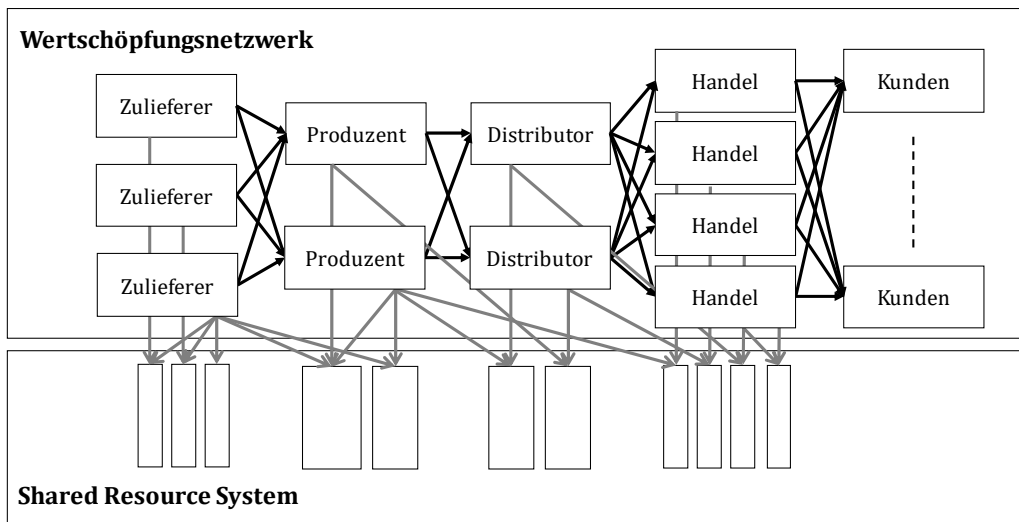 Wertschöpfungsnetzwerk
Zulieferer
Zulieferer
Zulieferer
Produzent
Produzent
Distributor
Distributor
Handel
Handel
Handel
Handel
Kunden
Kunden
Shared Resource System